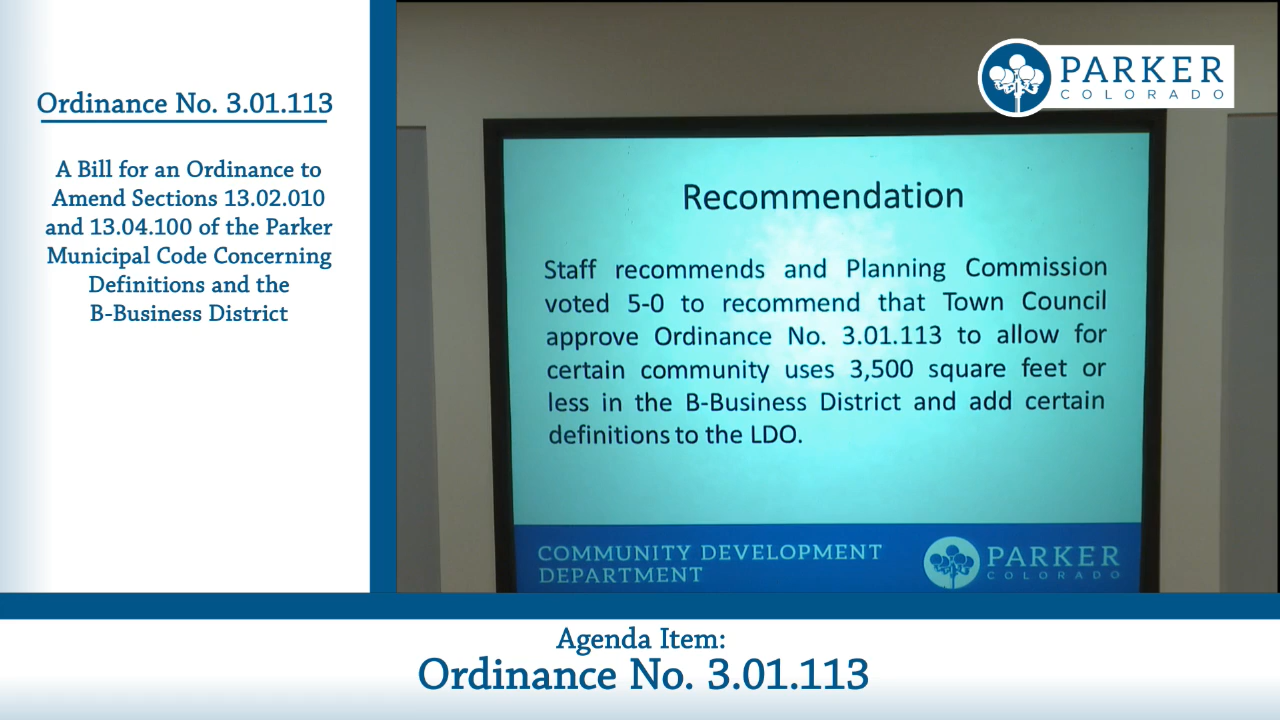 Ordinance No. 3.01.113
A Bill for an Ordinance to
Amend Sections 13.02.010
and 13.04.100 of the Parker
Municipal Code Concerning
Definitions and the
B-Business District
PARKER
COLORADO
Recommendation
Staff recommends and Planning Commission
voted 5-0 to recommend that Town Council
approve Ordinance No. 3.01.113 to allow for
certain community uses 3,500 square feet or
less in the B-Business District and add certain
definitions to the LDO.
COMMUNITY DEVELOPMENT
DEPARTMENT
PARKER
COLORADO
Agenda Item:
Ordinance No. 3.01.113